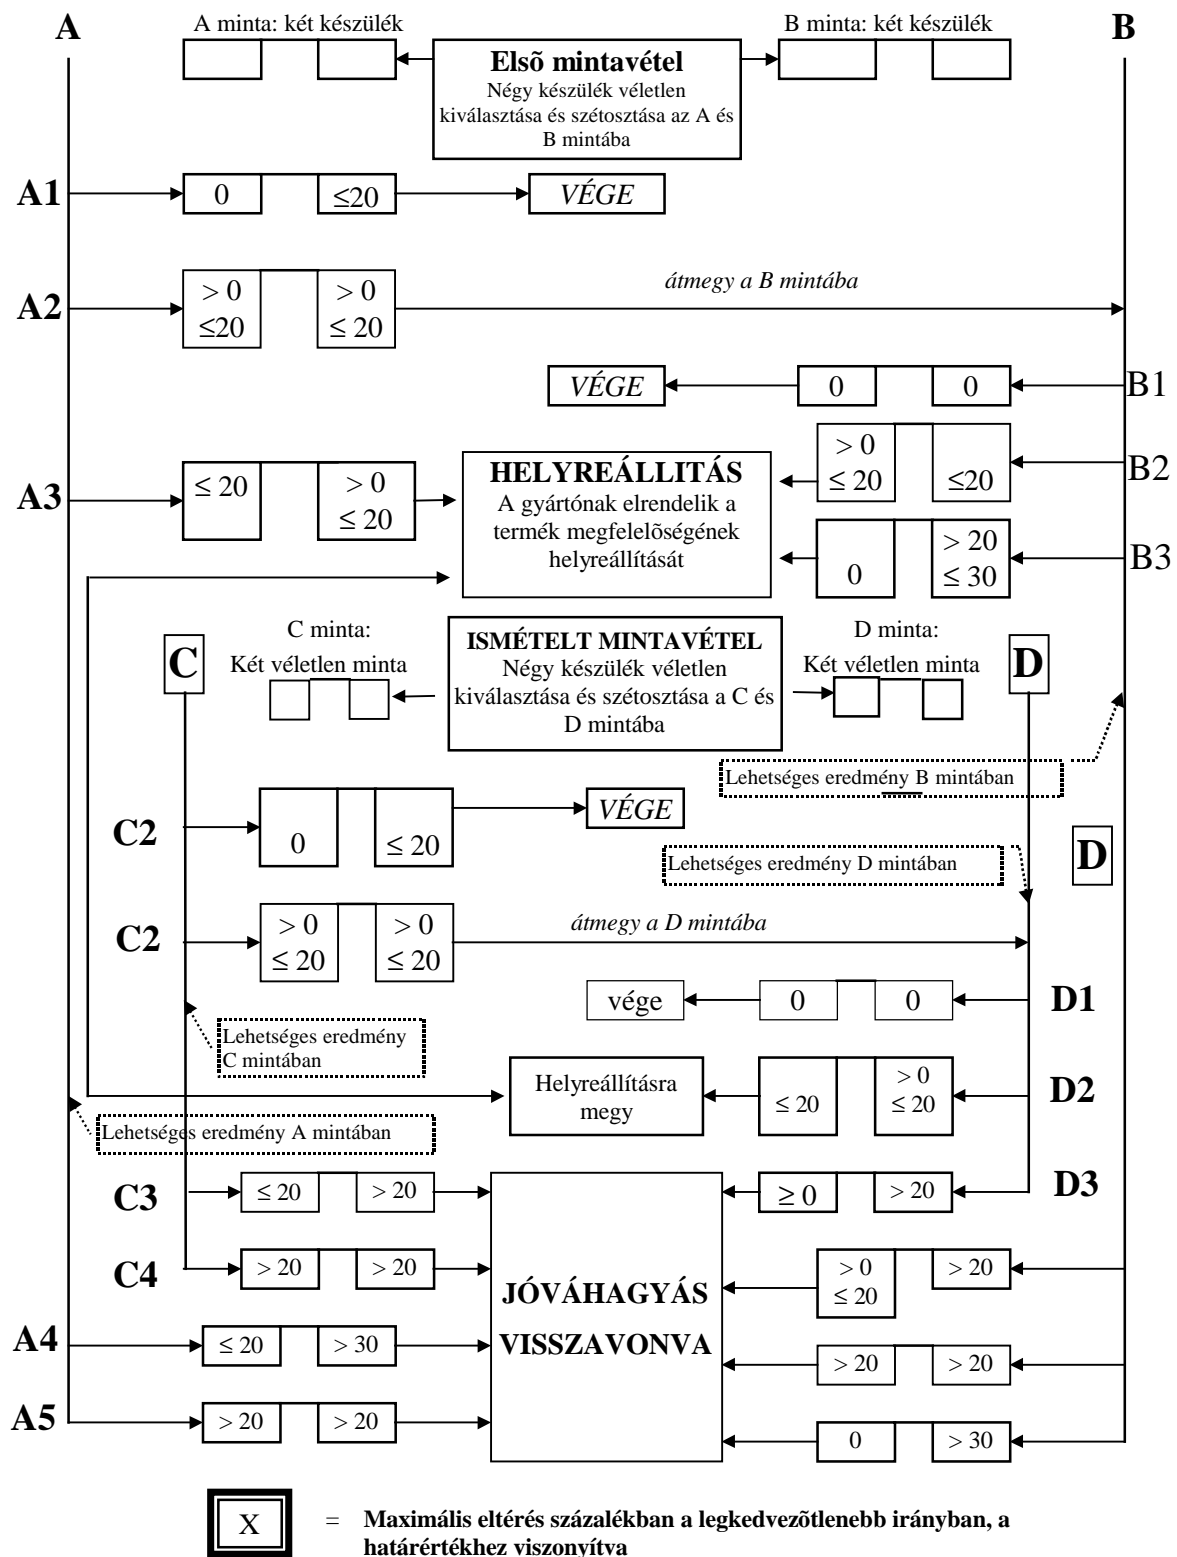 A
A minta: két készülék
B minta: két készülék
B
Elsõ mintavétel
Négy készülék véletlen
kiválasztása és szétosztása az A és
B mintába
A1
0
≤20
VÉGE
A2
> 0
≤20
> 0
≤ 20
átmegy a B mintába
VÉGE
0
0
B1
A3
≤ 20
> 0
≤ 20
HELYREÁLLITÁS
A gyártónak elrendelik a
termék megfelelõségének
helyreállítását
> 0
≤ 20
≤20
B2
0
> 20
≤ 30
B3
C
C minta:
Két véletlen minta
ISMÉTELT MINTAVÉTEL
Négy készülék véletlen
kiválasztása és szétosztása a C és
D mintába
D minta:
Két véletlen minta
D
Lehetséges eredmény B mintában
C2
0
≤ 20
VÉGE
Lehetséges eredmény D mintában
D
C2
> 0
≤ 20
> 0
≤ 20
átmegy a D mintába
vége
0
0
D1
Lehetséges eredmény
C mintában
Helyreállításra
megy
≤ 20
> 0
≤ 20
D2
Lehetséges eredmény A mintában
C3
≤ 20
> 20
≥ 0
> 20
D3
C4
> 20
> 20
JÓVÁHAGYÁS
VISSZAVONVA
> 0
≤ 20
> 20
A4
≤ 20
> 30
> 20
> 20
A5
> 20
> 20
0
> 30
X
= Maximális eltérés százalékban a legkedvezõtlenebb irányban, a
határértékhez viszonyítva